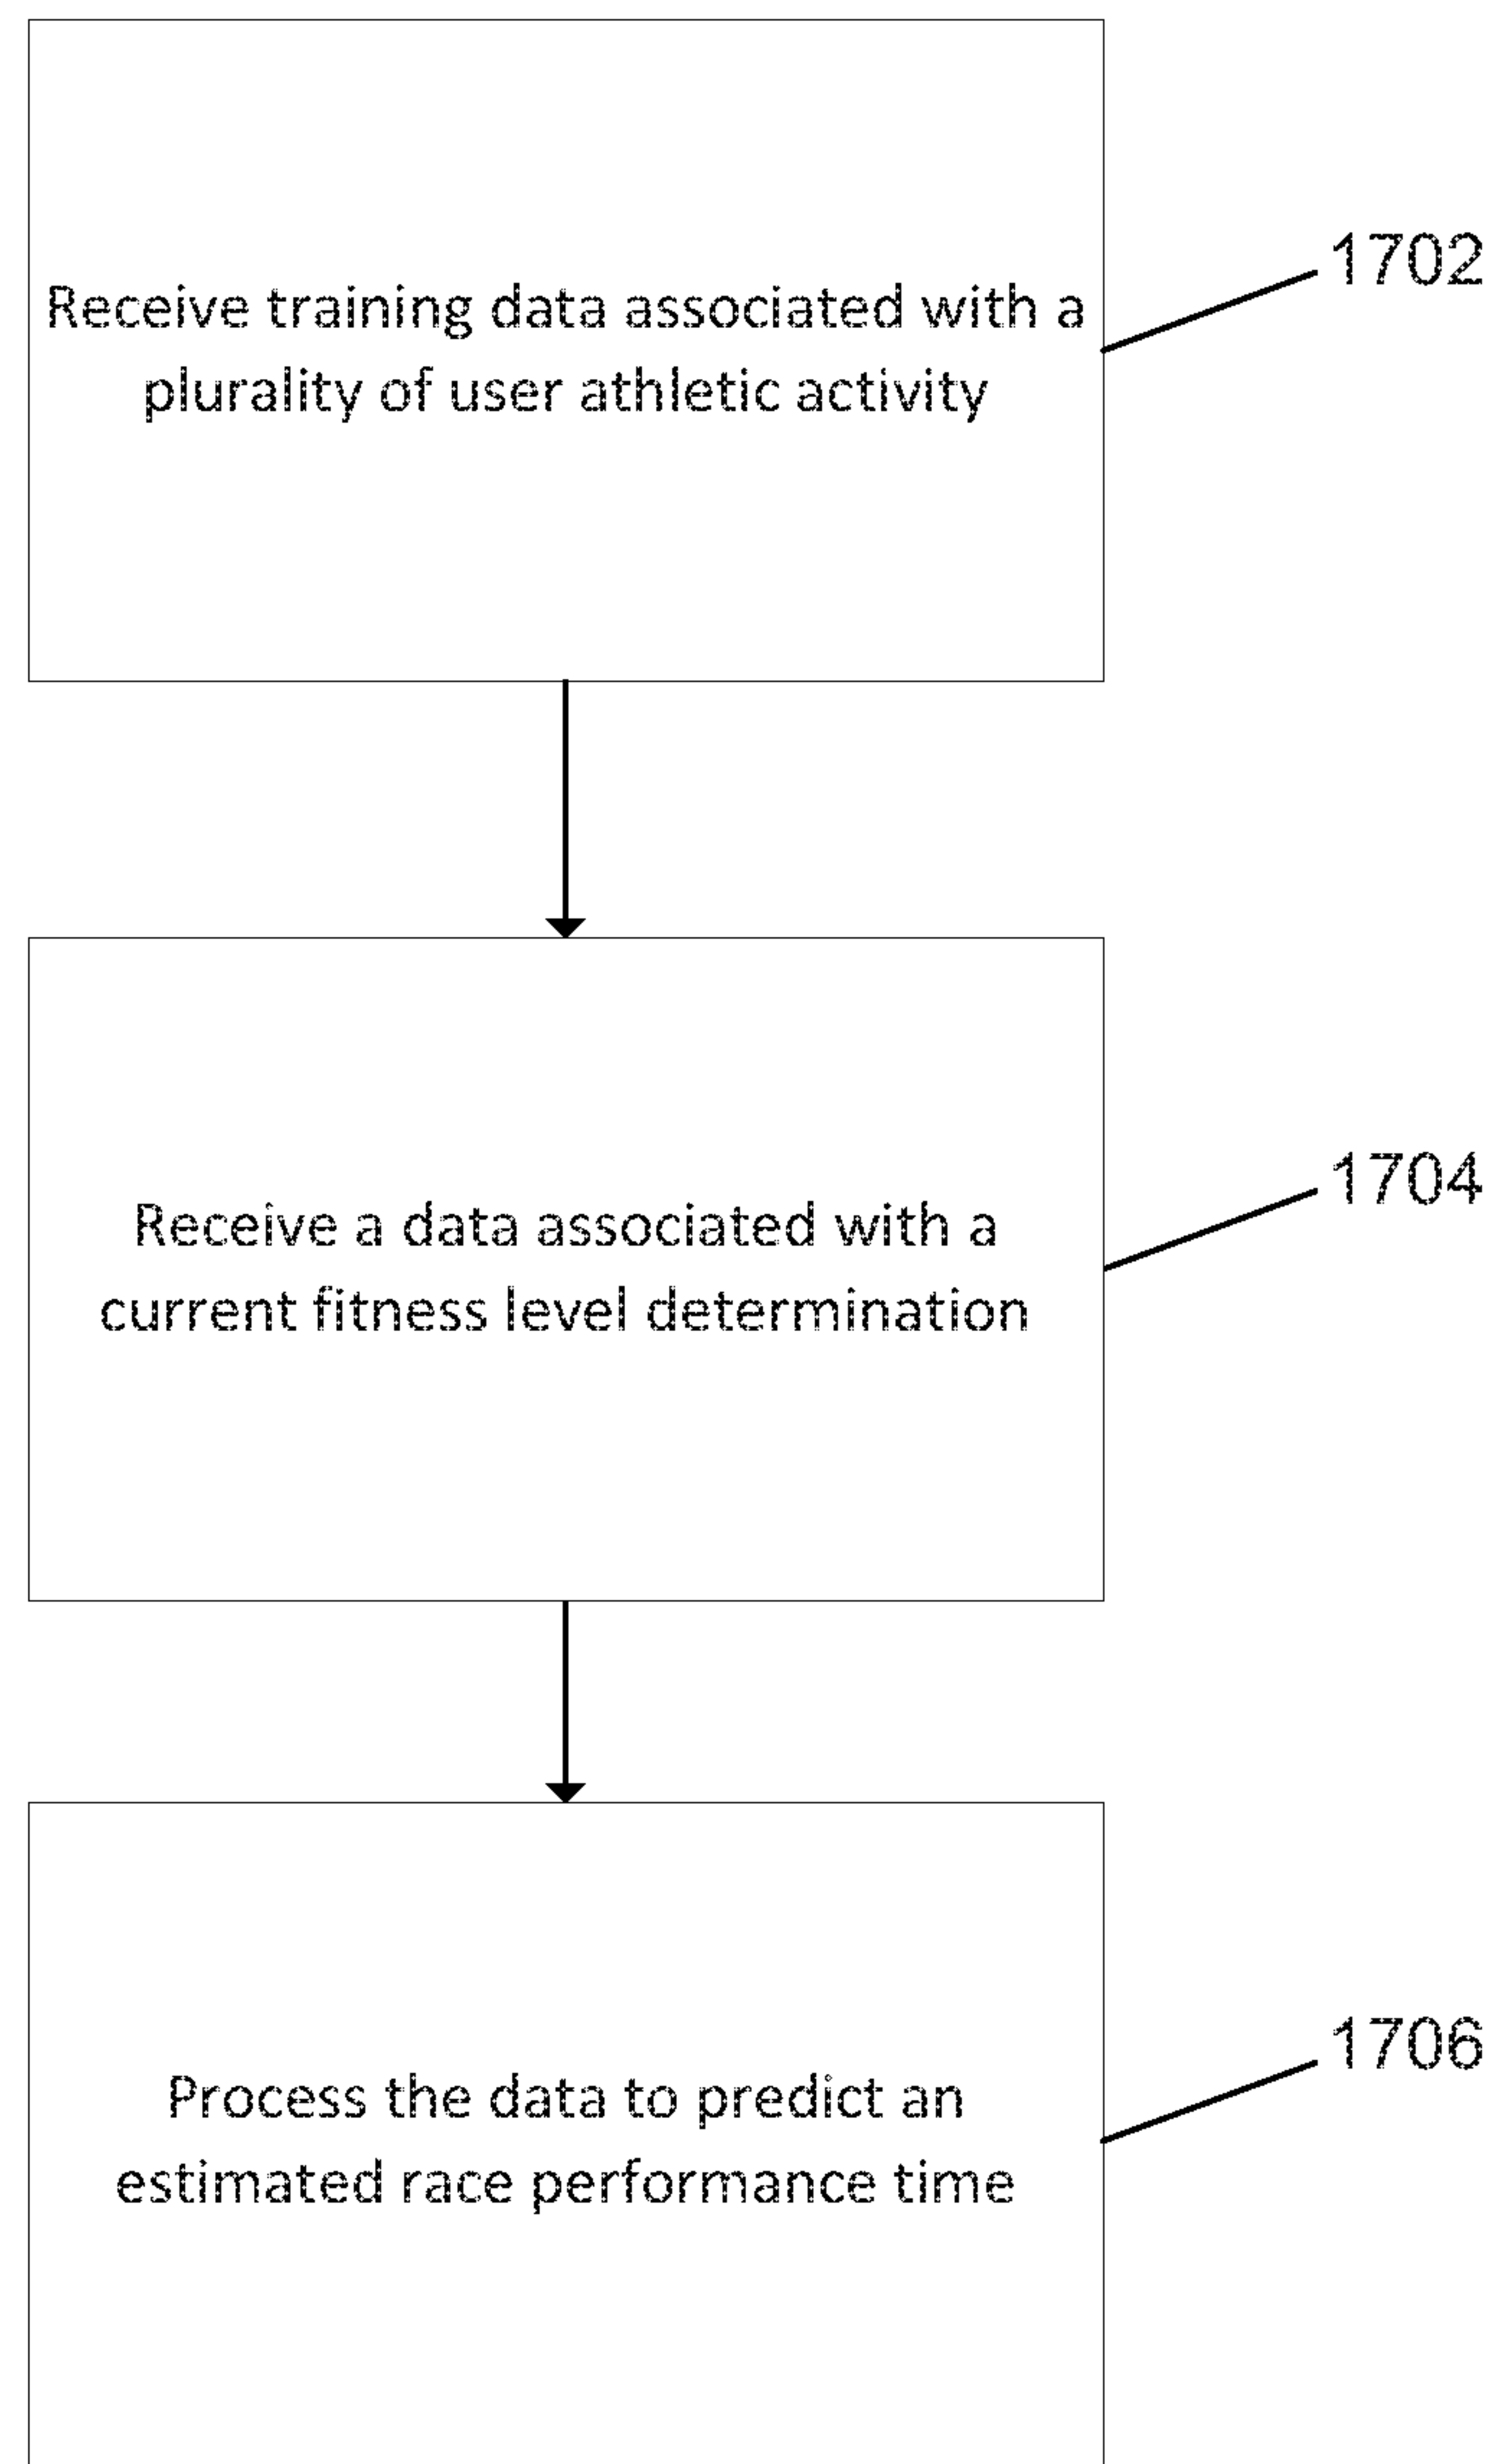 Receive training data associated with a
plurality of user athletic activity
1702
Receive a data associated with a
current fitness level determination
1704
Process the data to predict an
estimated race performance time
1706